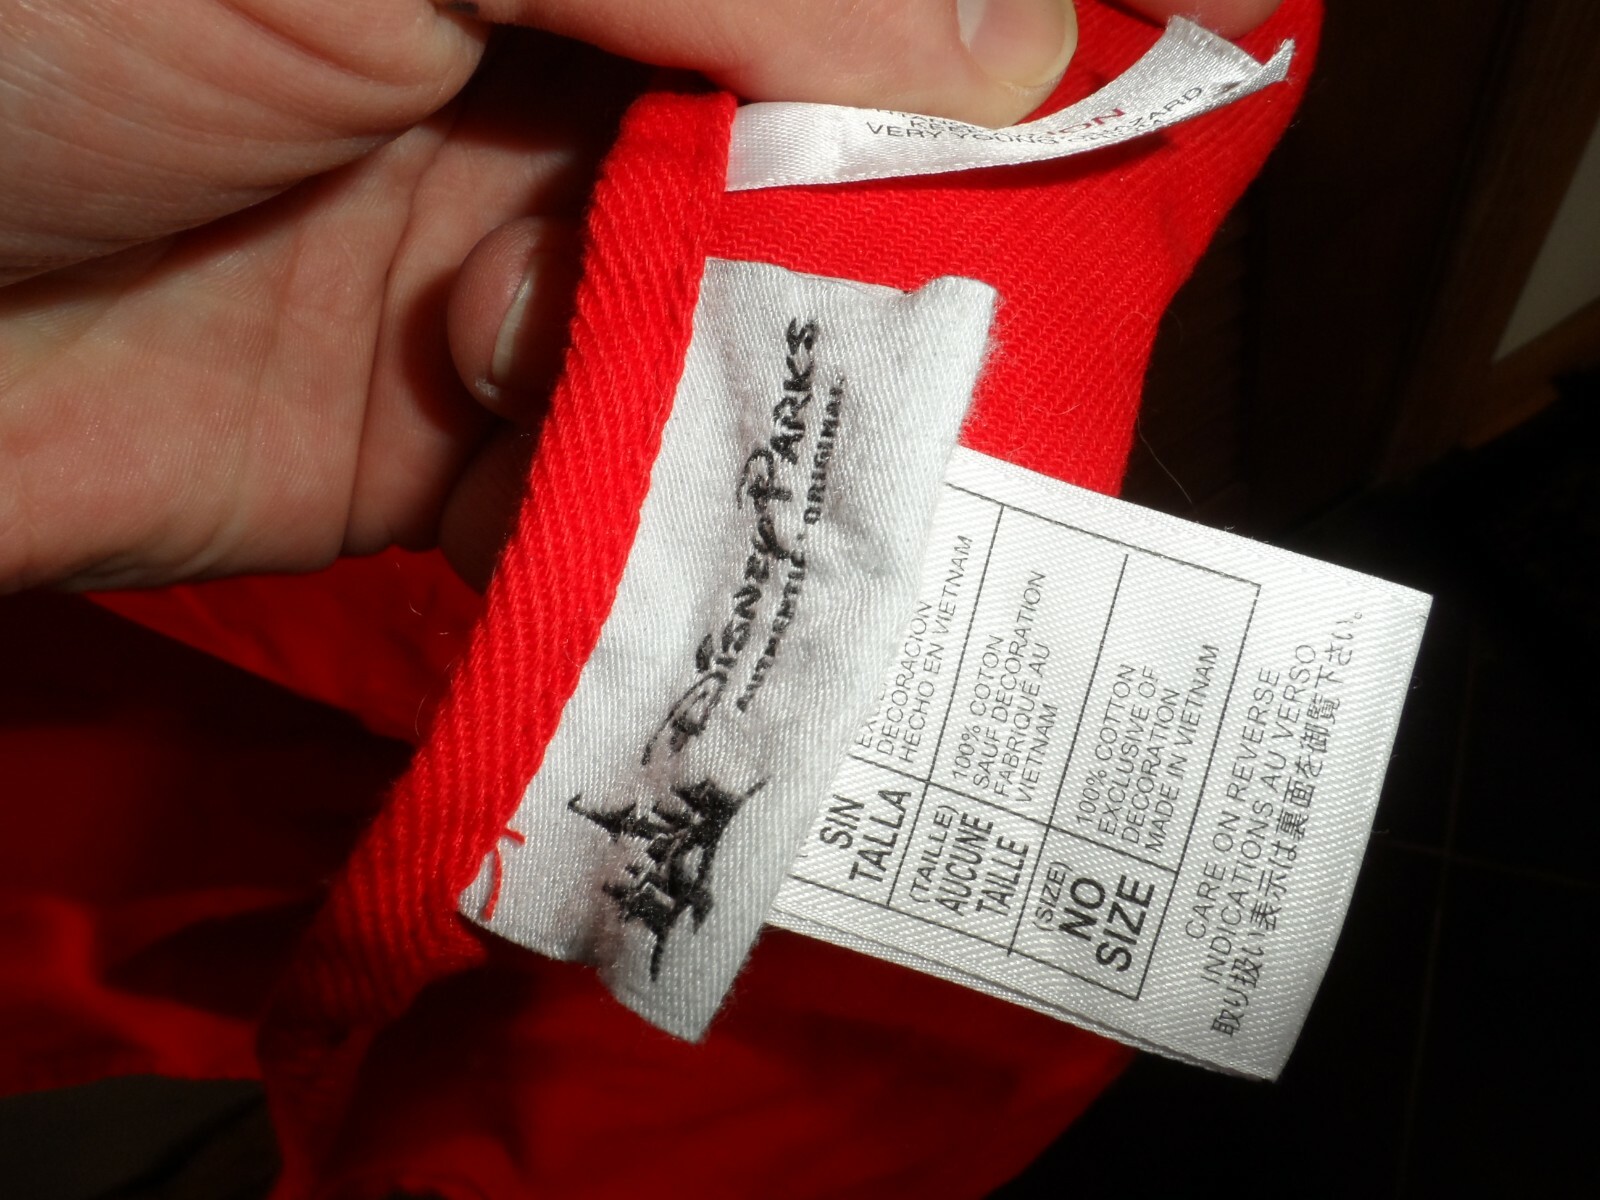 VERY YOUNG
DISNEY PARKS
AUTHENTIC. ORIGINAL.
DECORACION
HECHO EN VIETNAM
SIN
TALLA
100% COTON
SAUF DECORATION
FABRIQUÉ AU
VIETNAM
(TAILLE)
AUCUNE
TAILLE
100% COTTON
EXCLUSIVE OF
DECORATION
MADE IN VIETNAM
(SIZE)
NO
SIZE
CARE ON REVERSE
INDICATIONS AU VERSO
取り扱い表示は裏面を御覧下さい。